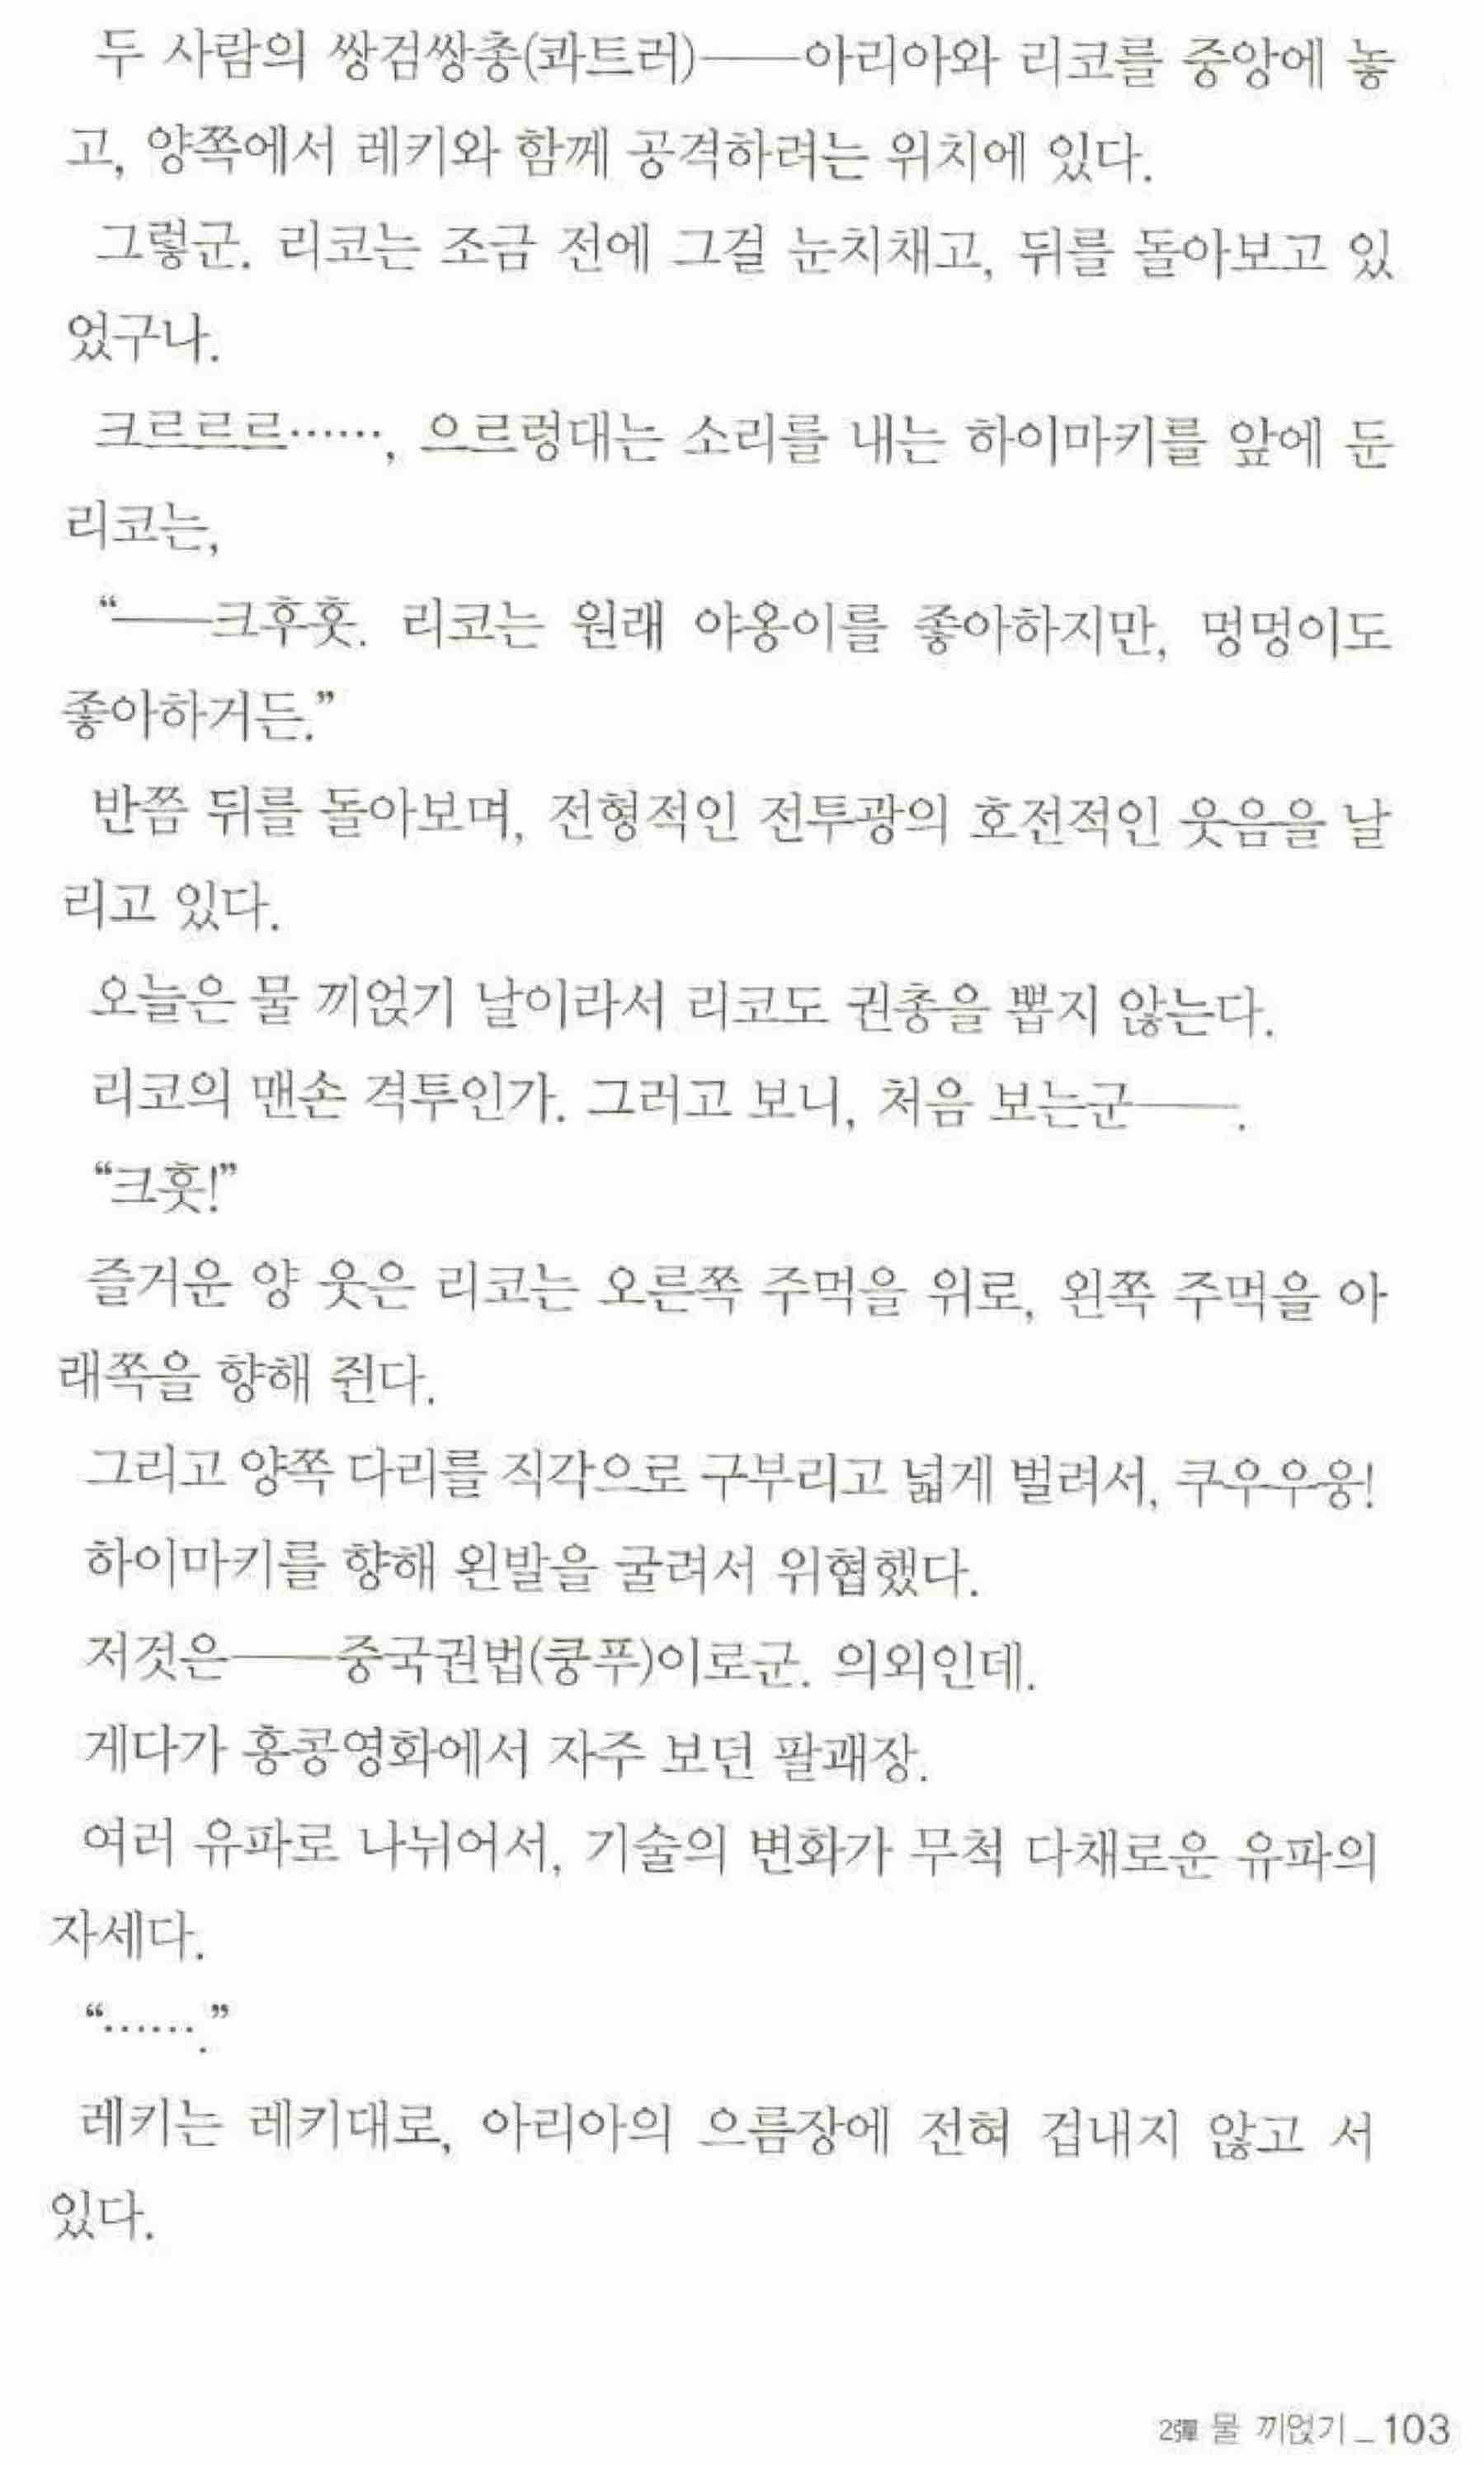 두 사람의 쌍검쌍총(콰트러)――아리아와 리코를 중앙에 놓
고, 양쪽에서 레키와 함께 공격하려는 위치에 있다.
그렇군. 리코는 조금 전에 그걸 눈치채고, 뒤를 돌아보고 있
었구나.
크르르르……, 으르렁대는 소리를 내는 하이마키를 앞에 둔
리코는,
“――크후훗. 리코는 원래 야옹이를 좋아하지만, 멍멍이도
좋아하거든.”
반쯤 뒤를 돌아보며, 전형적인 전투광의 호전적인 웃음을 날
리고 있다.
오늘은 물 끼얹기 날이라서 리코도 권총을 뽑지 않는다.
리코의 맨손 격투인가. 그러고 보니, 처음 보는군――.
“크훗!”
즐거운 양 웃은 리코는 오른쪽 주먹을 위로, 왼쪽 주먹을 아
래쪽을 향해 쥔다.
그리고 양쪽 다리를 직각으로 구부리고 넓게 벌려서, 쿠우우웅!
하이마키를 향해 왼발을 굴려서 위협했다.
저것은――중국권법(쿵푸)이로군. 의외인데.
게다가 홍콩영화에서 자주 보던 팔괘장.
여러 유파로 나뉘어서, 기술의 변화가 무척 다채로운 유파의
자세다.
“…….”
레키는 레키대로, 아리아의 으름장에 전혀 겁내지 않고 서
있다.
2彈 물 끼얹기 _ 103